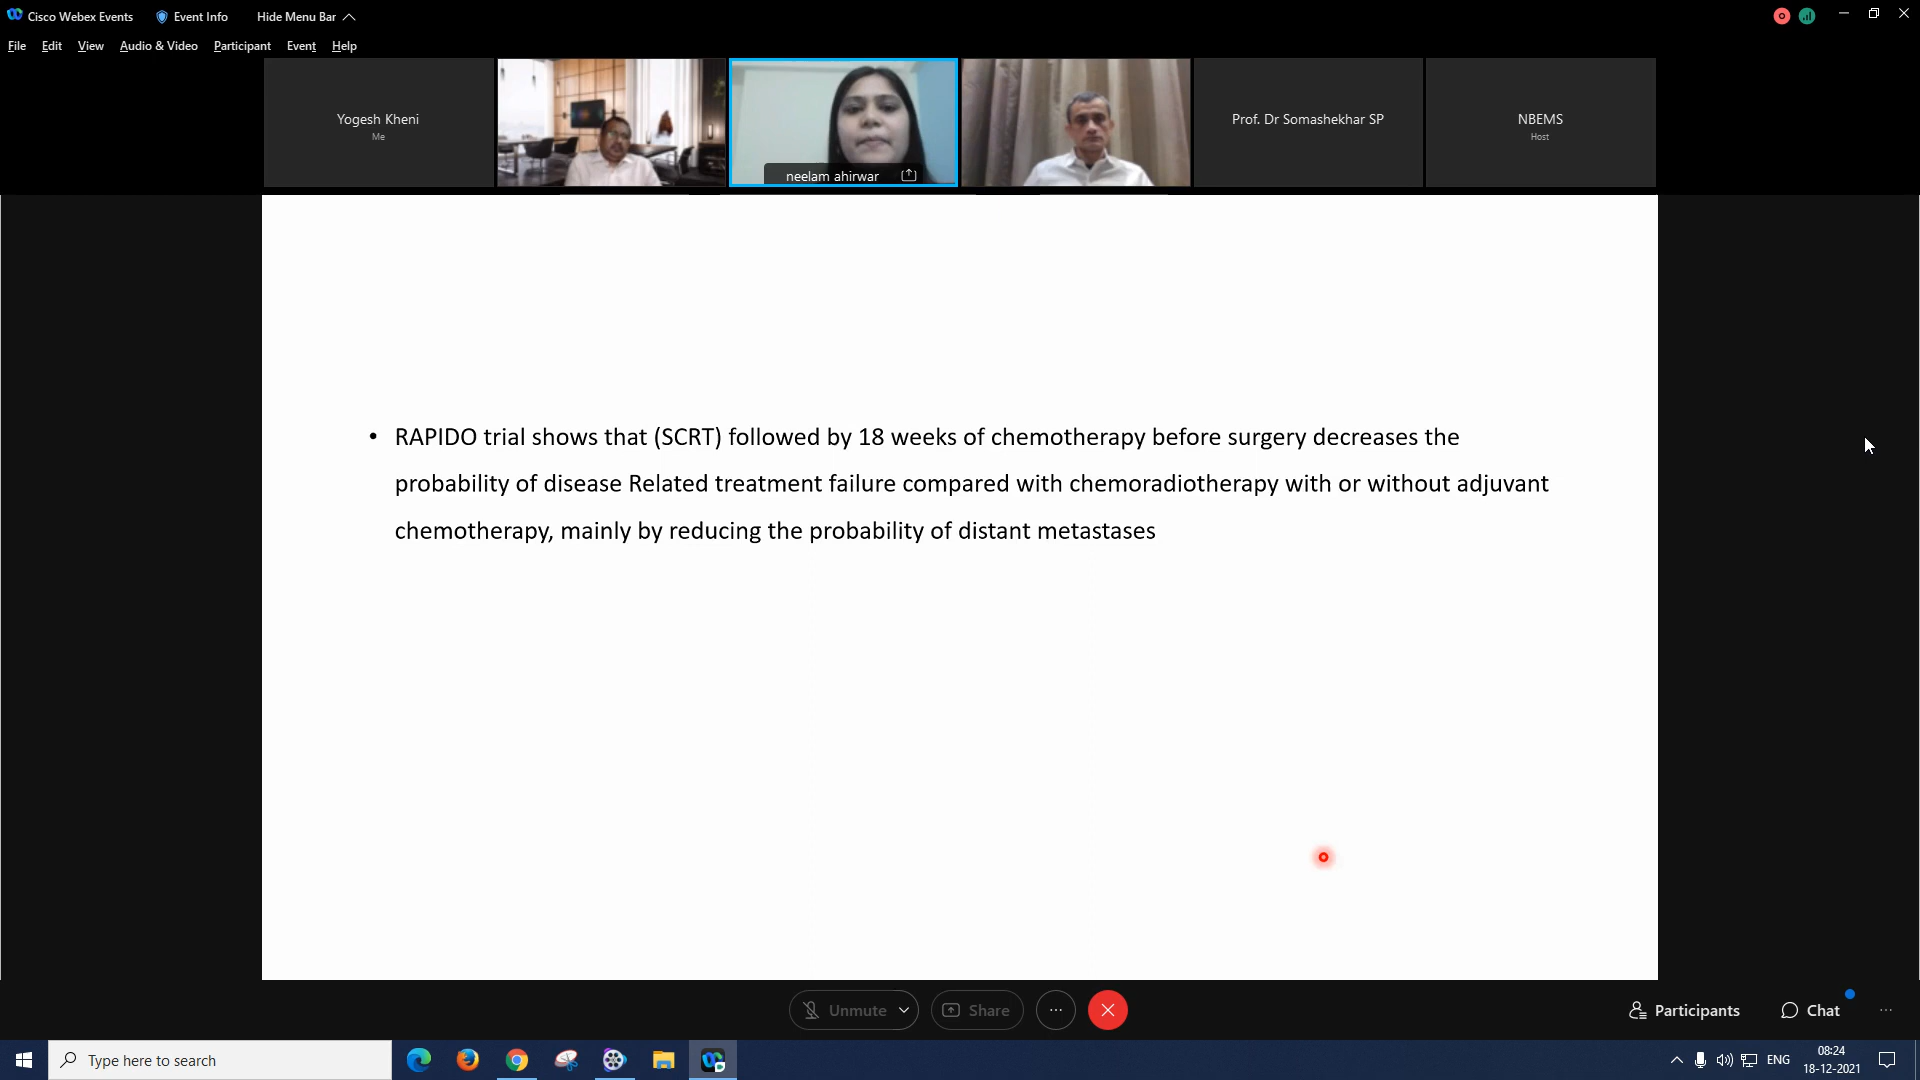 Cisco Webex Events Event Info Hide Menu Bar
File Edit View Audio & Video Participant Event Help
Yogesh Kheni
Me
neelam ahirwar
Prof. Dr Somashekhar SP
NBEMS
Host
• RAPIDO trial shows that (SCRT) followed by 18 weeks of chemotherapy before surgery decreases the
probability of disease Related treatment failure compared with chemoradiotherapy with or without adjuvant
chemotherapy, mainly by reducing the probability of distant metastases
Unmute Share Participants Chat
Type here to search
ENG
08:24
18-12-2021